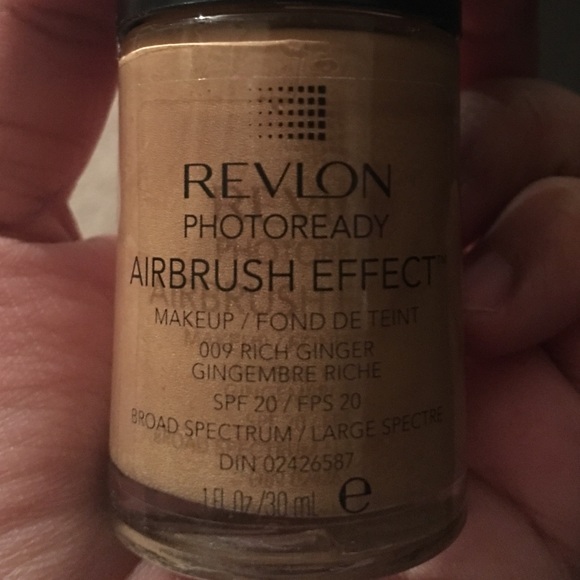 REVLON
PHOTOREADY
AIRBRUSH EFFECT™
MAKEUP / FOND DE TEINT
009 RICH GINGER
GINGEMBRE RICHE
SPF 20 / FPS 20
BROAD SPECTRUM / LARGE SPECTRE
DIN 02426587
1 FL Oz / 30 mL e